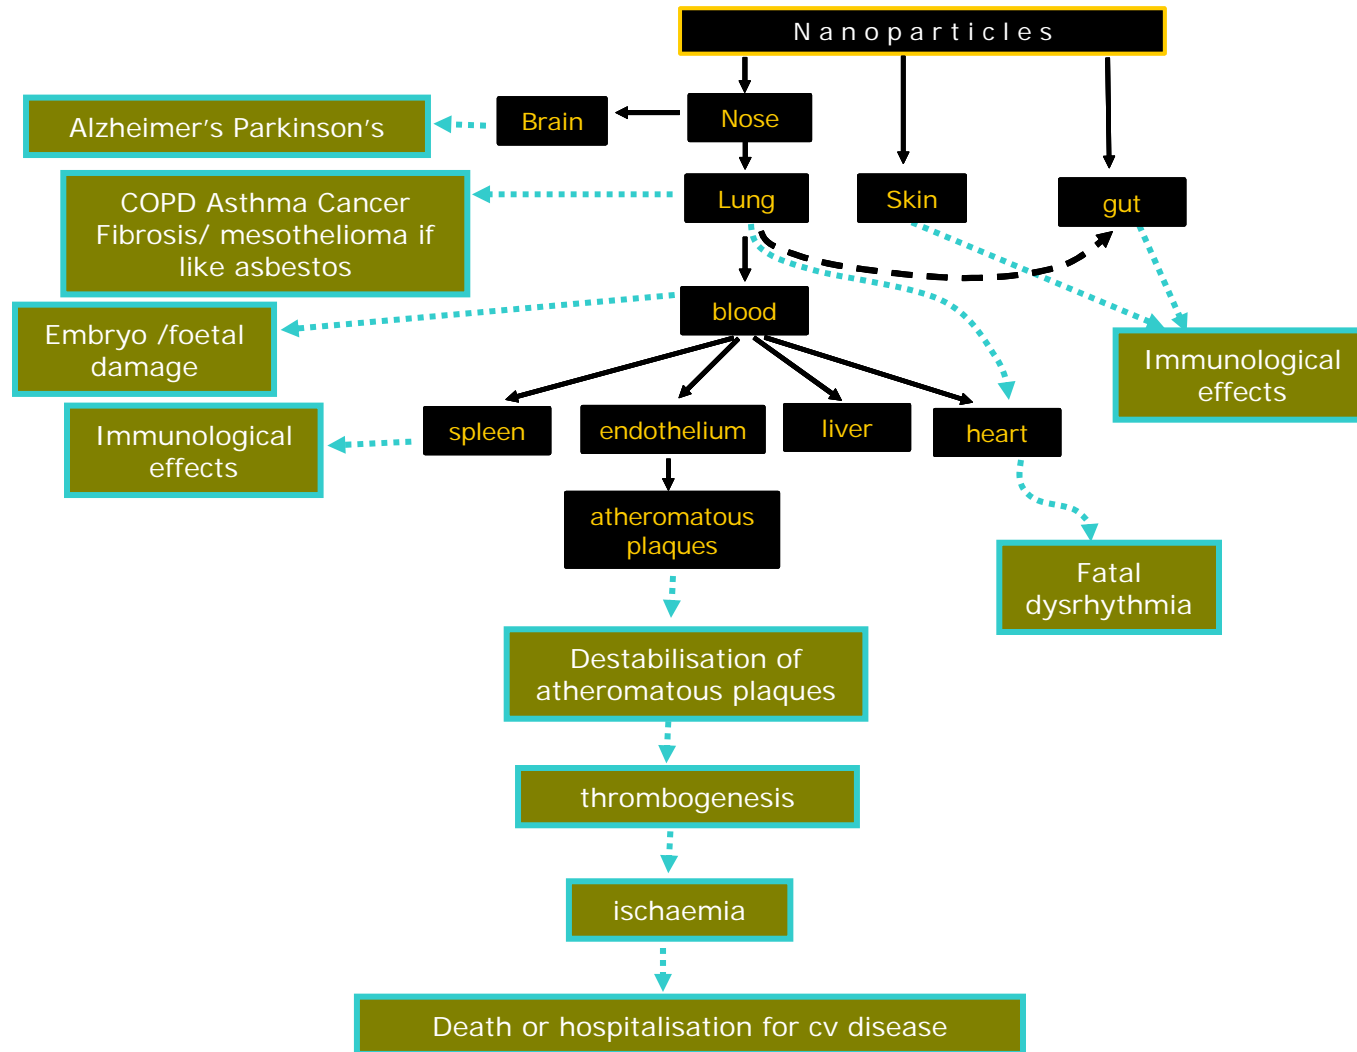 Nanoparticles
Alzheimer's Parkinson's
Brain
Nose
COPD Asthma Cancer
Fibrosis/ mesothelioma if
like asbestos
Lung
Skin
gut
Embryo /foetal
damage
blood
Immunological
effects
Immunological
effects
spleen
endothelium
liver
heart
atheromatous
plaques
Fatal
dysrhythmia
Destabilisation of
atheromatous plaques
thrombogenesis
ischaemia
Death or hospitalisation for cv disease